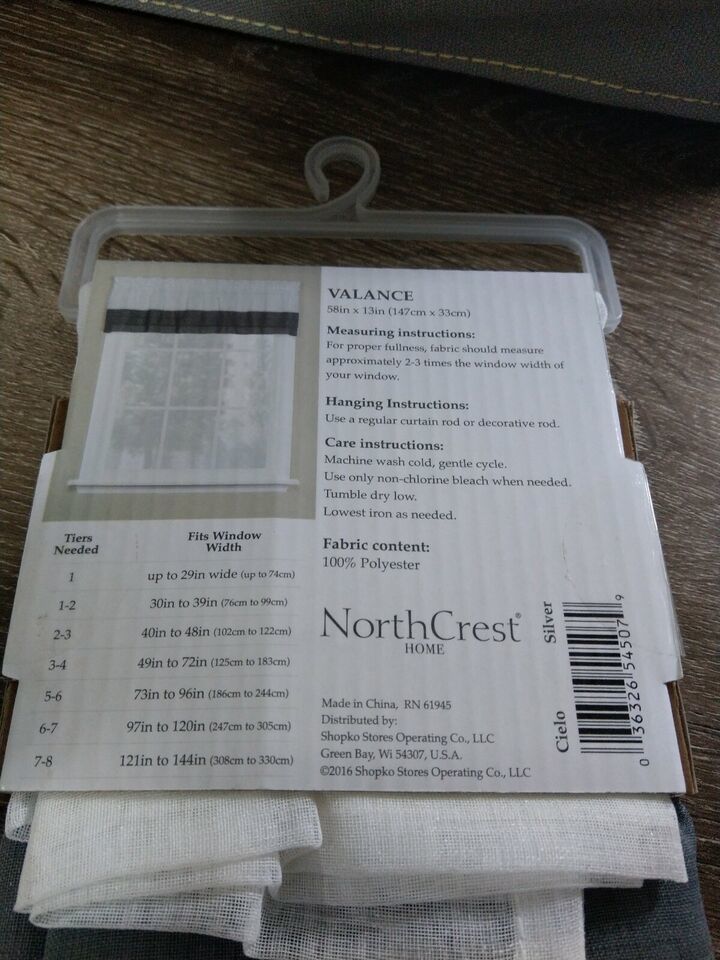 VALANCE
58in x 13in (147cm x 33cm)
Measuring instructions:
For proper fullness, fabric should measure
approximately 2-3 times the window width of
your window.
Hanging Instructions:
Use a regular curtain rod or decorative rod.
Care instructions:
Machine wash cold, gentle cycle.
Use only non-chlorine bleach when needed.
Tumble dry low.
Lowest iron as needed.
Fabric content:
100% Polyester
Tiers Needed Fits Window Width
1 up to 29in wide (up to 74cm)
1-2 30in to 39in (76cm to 99cm)
2-3 40in to 48in (102cm to 122cm)
3-4 49in to 72in (125cm to 183cm)
5-6 73in to 96in (186cm to 244cm)
6-7 97in to 120in (247cm to 305cm)
7-8 121in to 144in (308cm to 330cm)
NorthCrest®
HOME
Made in China, RN 61945
Distributed by:
Shopko Stores Operating Co., LLC
Green Bay, Wi 54307, U.S.A.
©2016 Shopko Stores Operating Co., LLC
Cielo Silver
0 36326 54507 9